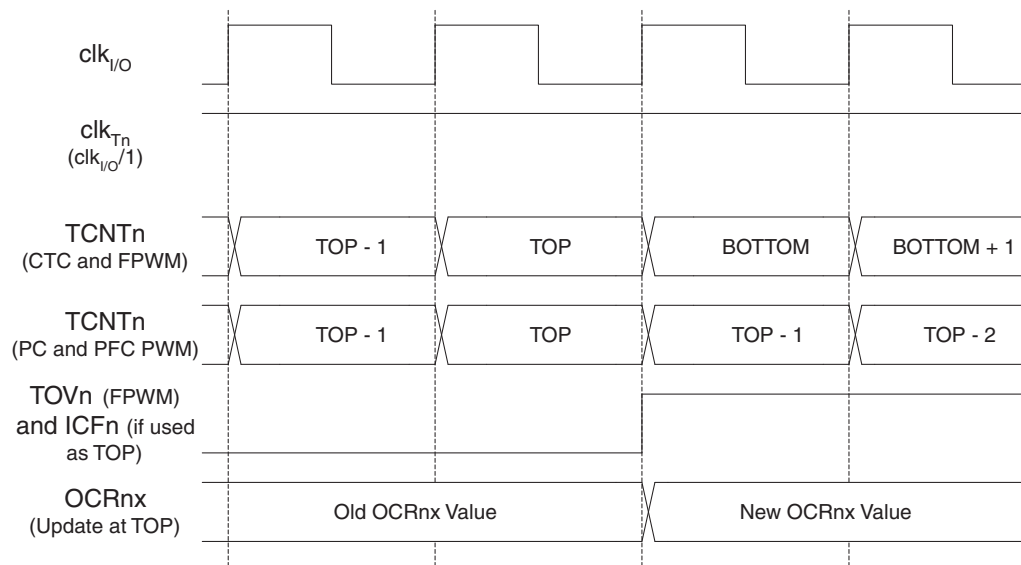 clkI/O
clkTn
(clkI/O/1)
TCNTn
(CTC and FPWM)
TOP - 1
TOP
BOTTOM
BOTTOM + 1
TCNTn
(PC and PFC PWM)
TOP - 1
TOP
TOP - 1
TOP - 2
TOVn (FPWM)
and ICFn (if used
as TOP)
OCRnx
(Update at TOP)
Old OCRnx Value
New OCRnx Value